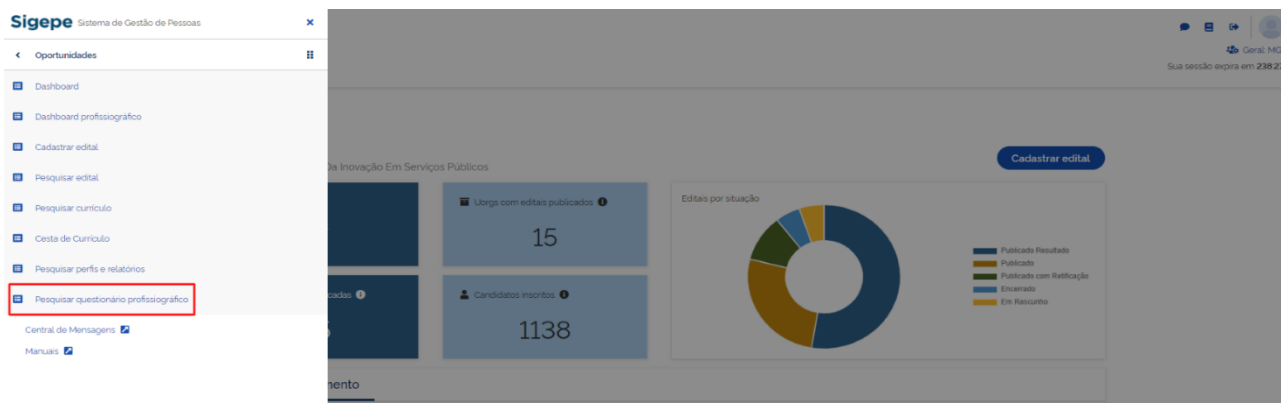 Sigepe Sistema de Gestão de Pessoas
Oportunidades
Dashboard
Dashboard profissiográfico
Cadastrar edital
Pesquisar edital
Pesquisar currículo
Cesta de Currículo
Pesquisar perfis e relatórios
Pesquisar questionário profissiográfico
Central de Mensagens
Manuais
Geral: MG
Sua sessão expira em 238:2
Da Inovação Em Serviços Públicos
Cadastrar edital
Uorgs com editais publicados
15
cadas
Candidatos inscritos
1138
Editais por situação
Publicado Resultado
Publicado
Publicado com Retificação
Encerrado
Em Rascunho
mento